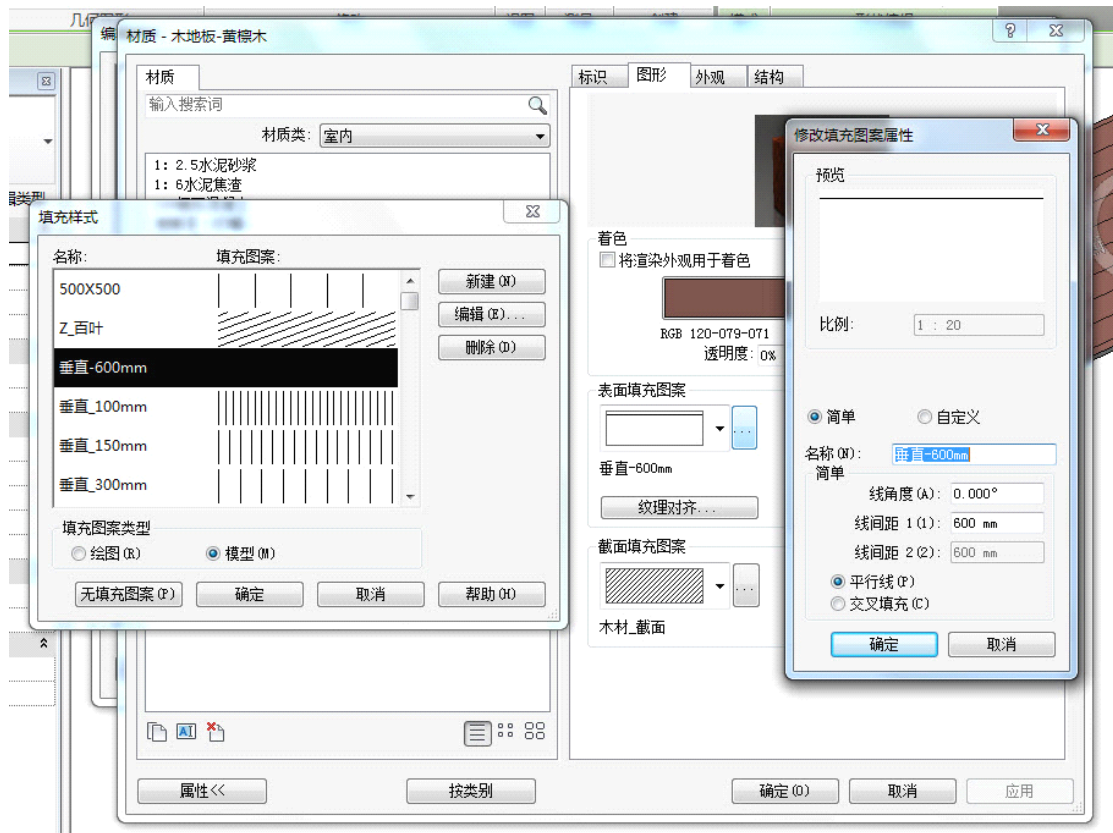 材质 - 木地板-黄檩木
材质
输入搜索词
材质类:
室内
1: 2.5水泥砂浆
1: 6水泥焦渣
填充样式
名称:
填充图案:
500X500
Z_百叶
垂直-600mm
垂直_100mm
垂直_150mm
垂直_300mm
新建(N)
编辑(E)...
删除(D)
填充图案类型
绘图(R)
模型(M)
无填充图案(P)
确定
取消
帮助(H)
标识
图形
外观
结构
着色
将渲染外观用于着色
RGB 120-079-071
透明度: 0%
表面填充图案
...
垂直-600mm
纹理对齐...
截面填充图案
...
木材_截面
修改填充图案属性
预览
比例:
1 : 20
简单
自定义
名称(N):
垂直-600mm
简单
线角度(A):
0.000°
线间距 1(1):
600 mm
线间距 2(2):
600 mm
平行线(P)
交叉填充(C)
确定
取消
属性<<
按类别
确定(O)
取消
应用